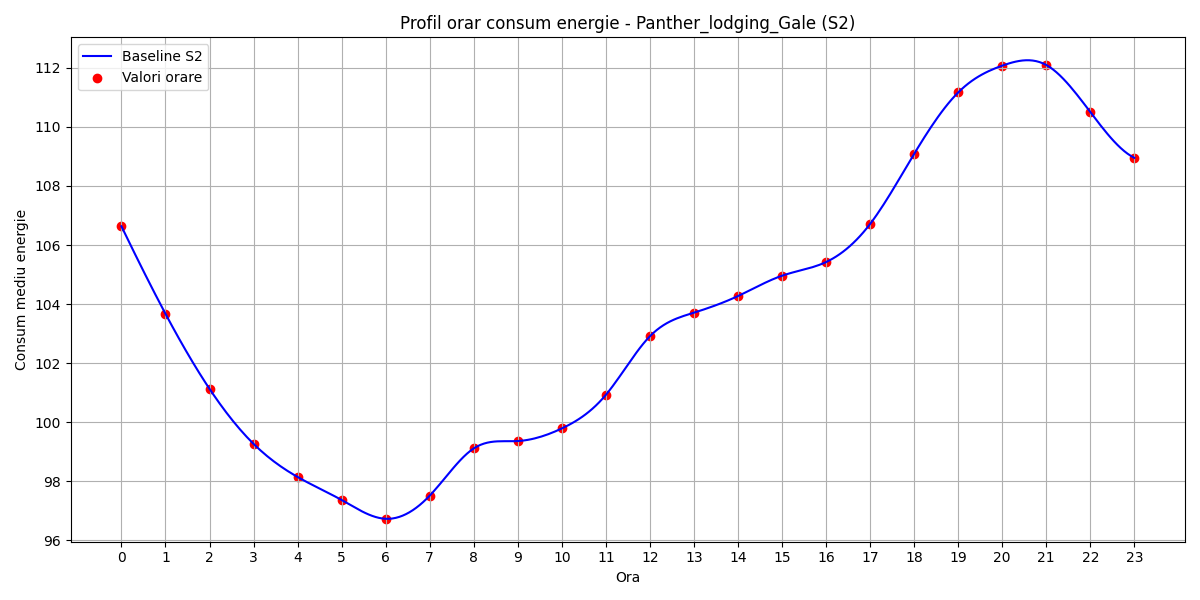 Profil orar consum energie - Panther_lodging_Gale (S2)
Baseline S2
Valori orare
Consum mediu energie
112
110
108
106
104
102
100
98
96
0 1 2 3 4 5 6 7 8 9 10 11 12 13 14 15 16 17 18 19 20 21 22 23
Ora